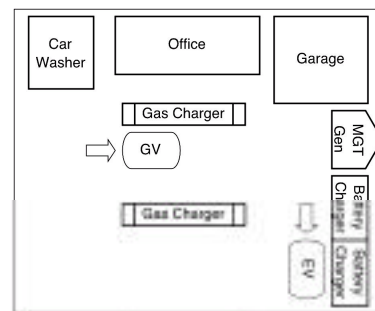 Car
Washer
Office
Garage
Gas Charger
GV
MGT
Gen
Battery
Charger
Gas Charger
EV
Battery
Charger